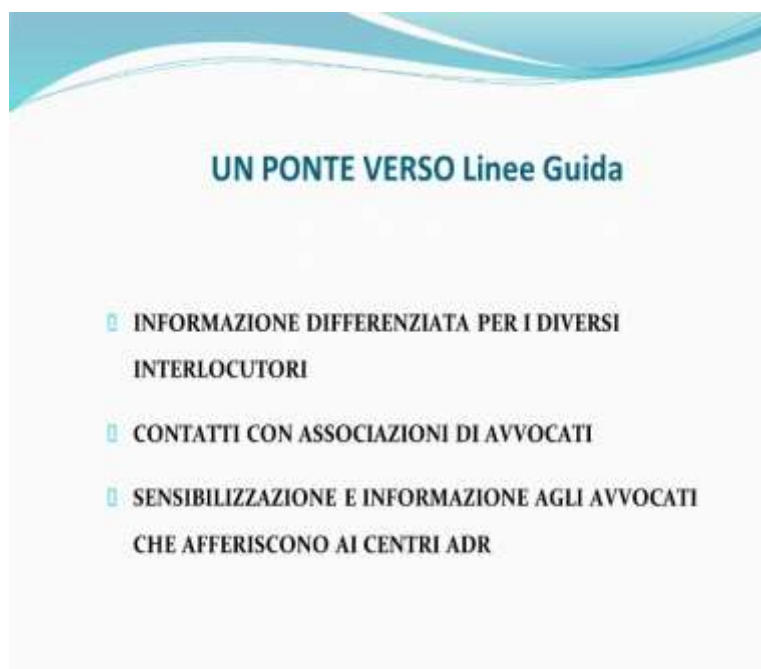 UN PONTE VERSO Linee Guida
INFORMAZIONE DIFFERENZIATA PER I DIVERSI
INTERLOCUTORI
CONTATTI CON ASSOCIAZIONI DI AVVOCATI
SENSIBILIZZAZIONE E INFORMAZIONE AGLI AVVOCATI
CHE AFFERISCONO AI CENTRI ADR